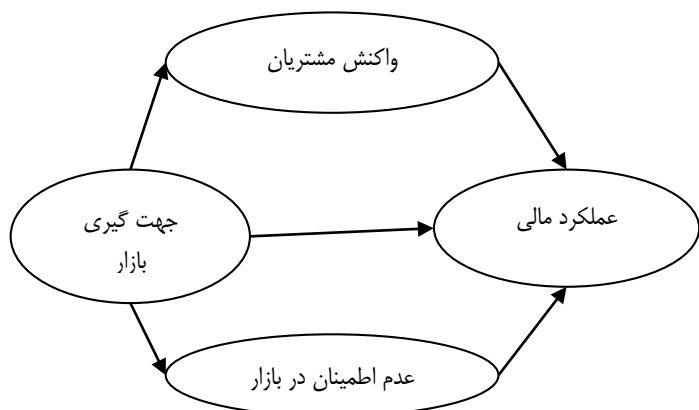 واکنش مشتریان
جهت گیری
بازار
عملکرد مالی
عدم اطمینان در بازار